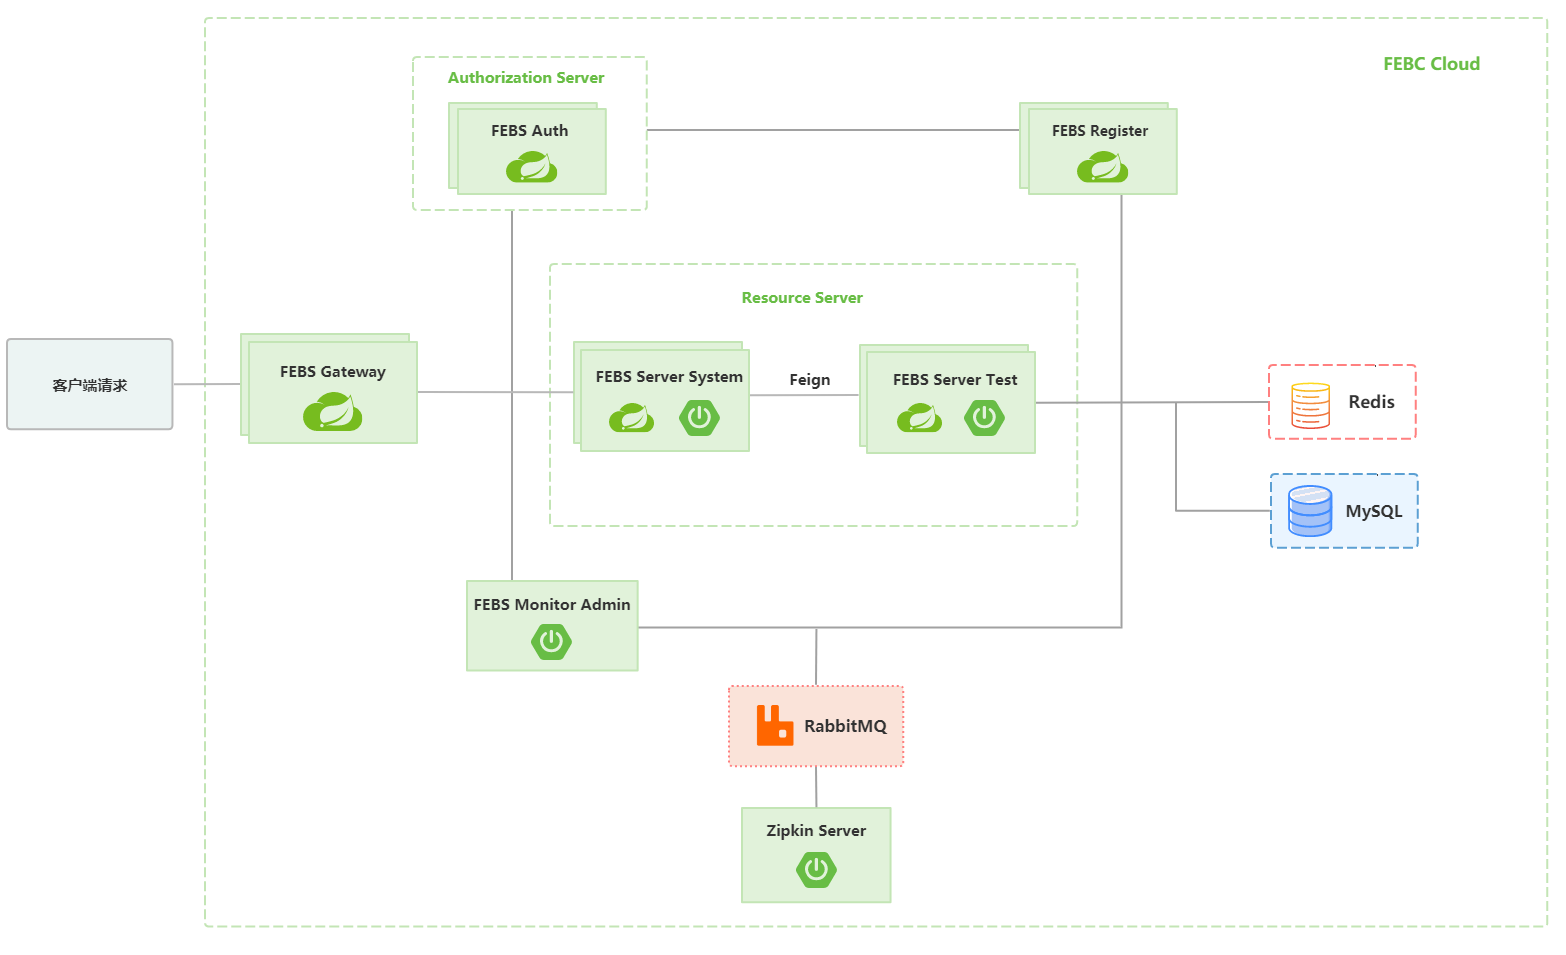 FEBC Cloud
Authorization Server
FEBS Auth
FEBS Register
Resource Server
客户端请求
FEBS Gateway
FEBS Server System
Feign
FEBS Server Test
Redis
MySQL
FEBS Monitor Admin
RabbitMQ
Zipkin Server